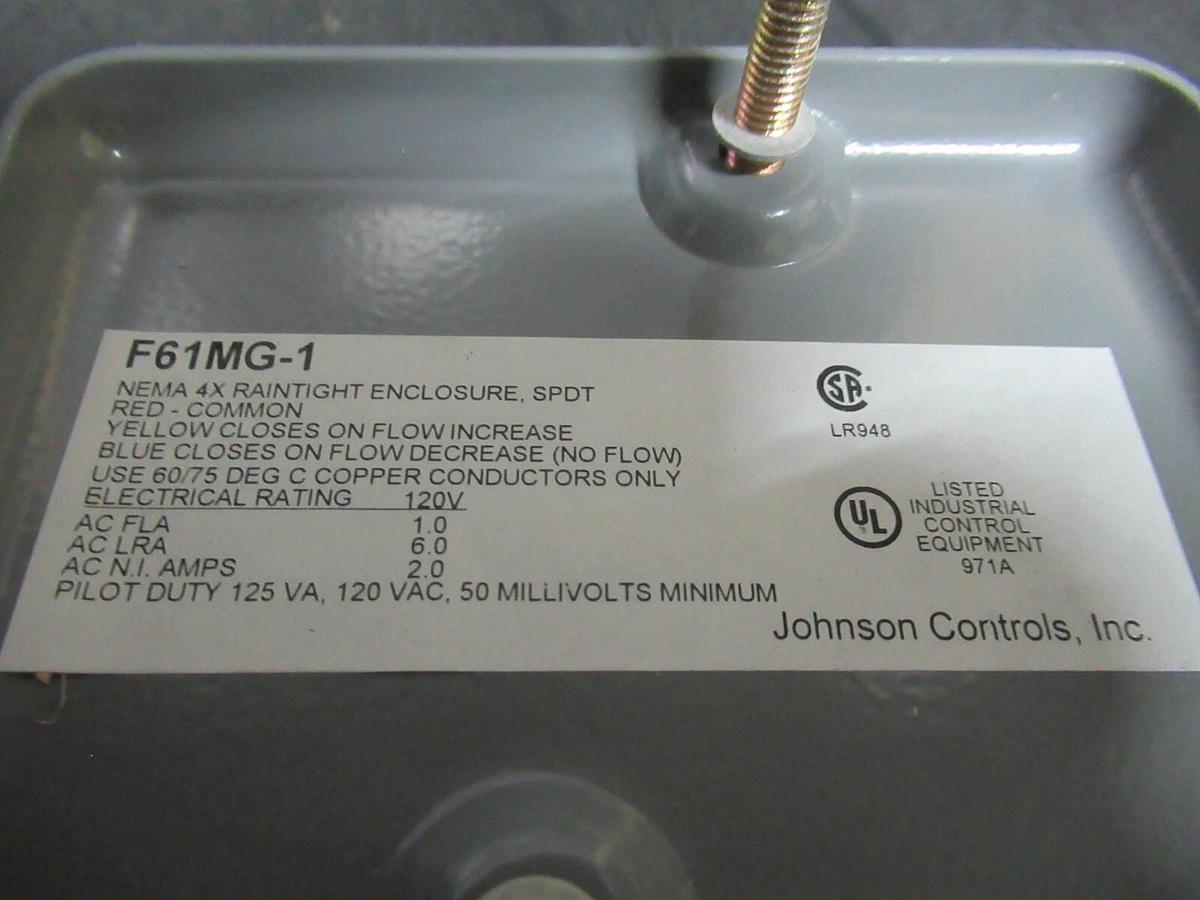 F61MG-1
NEMA 4X RAINTIGHT ENCLOSURE, SPDT
RED - COMMON
YELLOW CLOSES ON FLOW INCREASE
BLUE CLOSES ON FLOW DECREASE (NO FLOW)
USE 60/75 DEG C COPPER CONDUCTORS ONLY
ELECTRICAL RATING 120V
AC FLA 1.0
AC LRA 6.0
AC N.I. AMPS 2.0
PILOT DUTY 125 VA, 120 VAC, 50 MILLIVOLTS MINIMUM
SA
LR948
UL
LISTED
INDUSTRIAL
CONTROL
EQUIPMENT
971A
Johnson Controls, Inc.